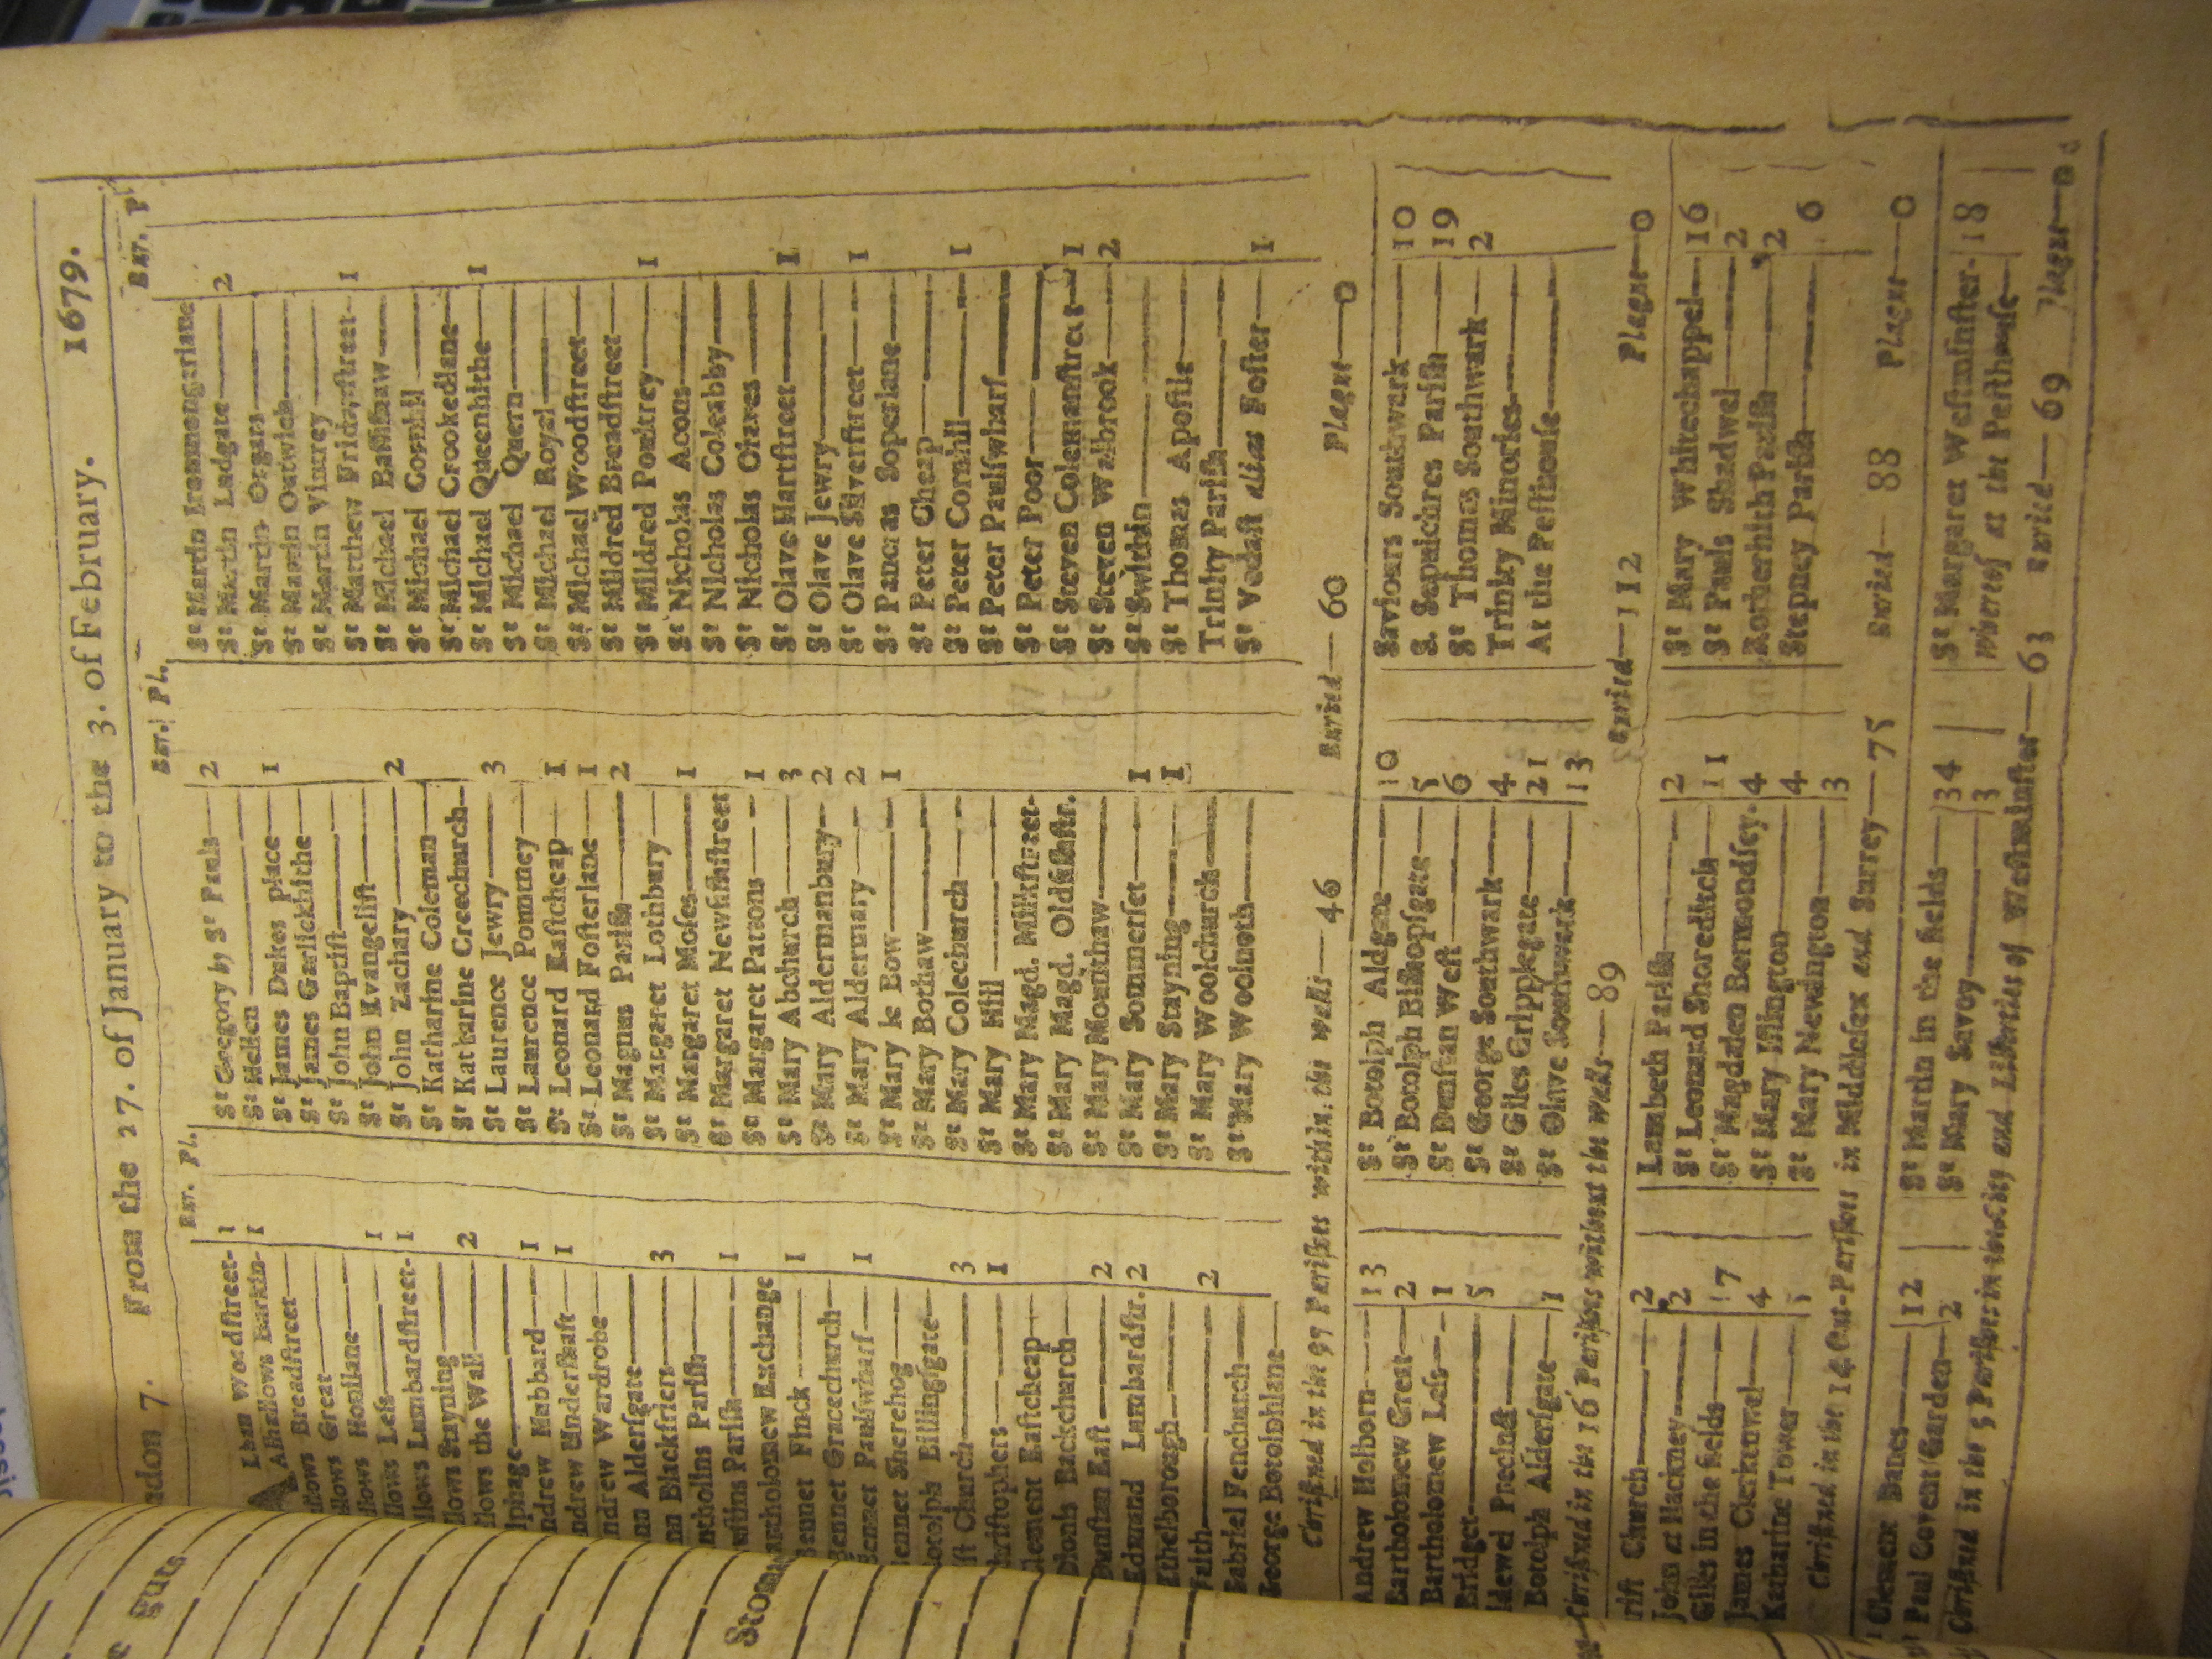 ndon 7. From the 27. of January to the 3. of February. 1679.
Bur. Pl.
lban Woodstreet- 1
Alhallows Barkin- 1
llows Breadstreet—
llows Great—
llows Honilane—
llows Less— 1
llows Lumbardstreet- 1
llows Stayning—
llows the Wall— 2
lphage—
ndrew Hubbard— 1
ndrew Undershaft— 1
ndrew Wardrobe—
nn Aldersgate—
nn Blackfriers— 3
ntholins Parish—
ustins Parish— 1
artholomew Exchange
Bennet Finck— 1
Bennet Gracechurch—
Bennet Paulswharf— 1
ennet Sherehog—
Botolph Billingsgate—
st Church— 3
hristophers— 1
lement Eastcheap—
Dionis Backchurch—
Dunstan East— 2
Edmund Lumbardstr. 2
Ethelborough—
Faith— 2
Gabriel Fenchurch—
George Botolphlane—
Bur. Pl.
St Gregory by St Pauls— 2
St Hellen—
St James Dukes place— 1
St James Garlickhithe—
St John Baptist—
St John Evangelist—
St John Zachary— 2
St Katharine Coleman—
St Katharine Creechurch—
St Laurence Jewry— 3
St Laurence Pountney—
St Leonard Eastcheap— 1
St Leonard Fosterlane— 1
St Magnus Parish— 2
St Margaret Lothbury—
St Margaret Moses— 1
St Margaret Newfishstreet
St Margaret Pattons— 1
St Mary Abchurch— 3
St Mary Aldermanbury— 2
St Mary Aldermary— 2
St Mary le Bow— 1
St Mary Bothaw—
St Mary Colechurch—
St Mary Hill—
St Mary Magd. Milkstreet-
St Mary Magd. Oldfishstr.
St Mary Mounthaw—
St Mary Sommerset— 1
St Mary Stayning— 1
St Mary Woolchurch—
St Mary Woolnoth—
Bur. Pl
St Martin Iremongerlane
St Martin Ludgate— 2
St Martin Orgars—
St Martin Outwich—
St Martin Vintrey—
St Matthew Fridaystreet- 1
St Michael Bassishaw—
St Michael Cornhil—
St Michael Crookedlane—
St Michael Queenhithe— 1
St Michael Quern—
St Michael Royal—
St Michael Woodstreet—
St Mildred Breadstreet—
St Mildred Poultrey— 1
St Nicholas Acons—
St Nicholas Coleabby—
St Nicholas Olaves—
St Olave Hartstreet— 1
St Olave Jewry—
St Olave Silverstreet— 1
St Pancras Soperlane—
St Peter Cheap—
St Peter Cornhil— 1
St Peter Paulswharf—
St Peter Poor—
St Steven Colemanstreet— 1
St Steven Walbrook— 2
St Swithin—
St Thomas Apostle—
Trinity Parish—
St Vedast alias Foster— 1
Christned in the 97 Parishes within the walls— 46 Buried— 60 Plague— 0
Andrew Holborn— 13
Bartholomew Great— 2
Bartholomew Less— 1
Bridget— 5
idewel Precinct—
Botolph Aldersgate— 1
St Botolph Aldgate— 10
St Botolph Bishopsgate— 5
St Dunstan West— 6
St George Southwark— 4
St Giles Cripplegate— 21
St Olave Southwark— 13
Saviours Southwark— 10
S. Sepulchres Parish— 19
St Thomas Southwark— 2
Trinity Minories—
At the Pesthouse—
Christned in the 16 Parishes without the walls— 89 Buried— 112 Plague— 0
rist Church— 2
John at Hackney— 2
Giles in the fields— 17
James Clerkenwel— 4
Katharine Tower— 5
Lambeth Parish— 2
St Leonard Shoreditch— 11
St Magdalen Bermondsey- 4
St Mary Islington— 4
St Mary Newington— 3
St Mary Whitechappel— 16
St Pauls Shadwel— 2
Rotherhith Parish— 2
Stepney Parish— 6
Christned in the 14 Out-Parishes in Middlesex and Surrey— 75 Buried— 88 Plague— 0
Clement Danes— 12
Paul Covent Garden— 2
St Martin in the fields— 34
St Mary Savoy— 3
St Margaret Westminster- 18
Whereof at the Pesthouse—
Christned in the 5 Parishes in the City and Liberties of Westminster— 63 Buried— 69 Plague— 0
gun
Stom